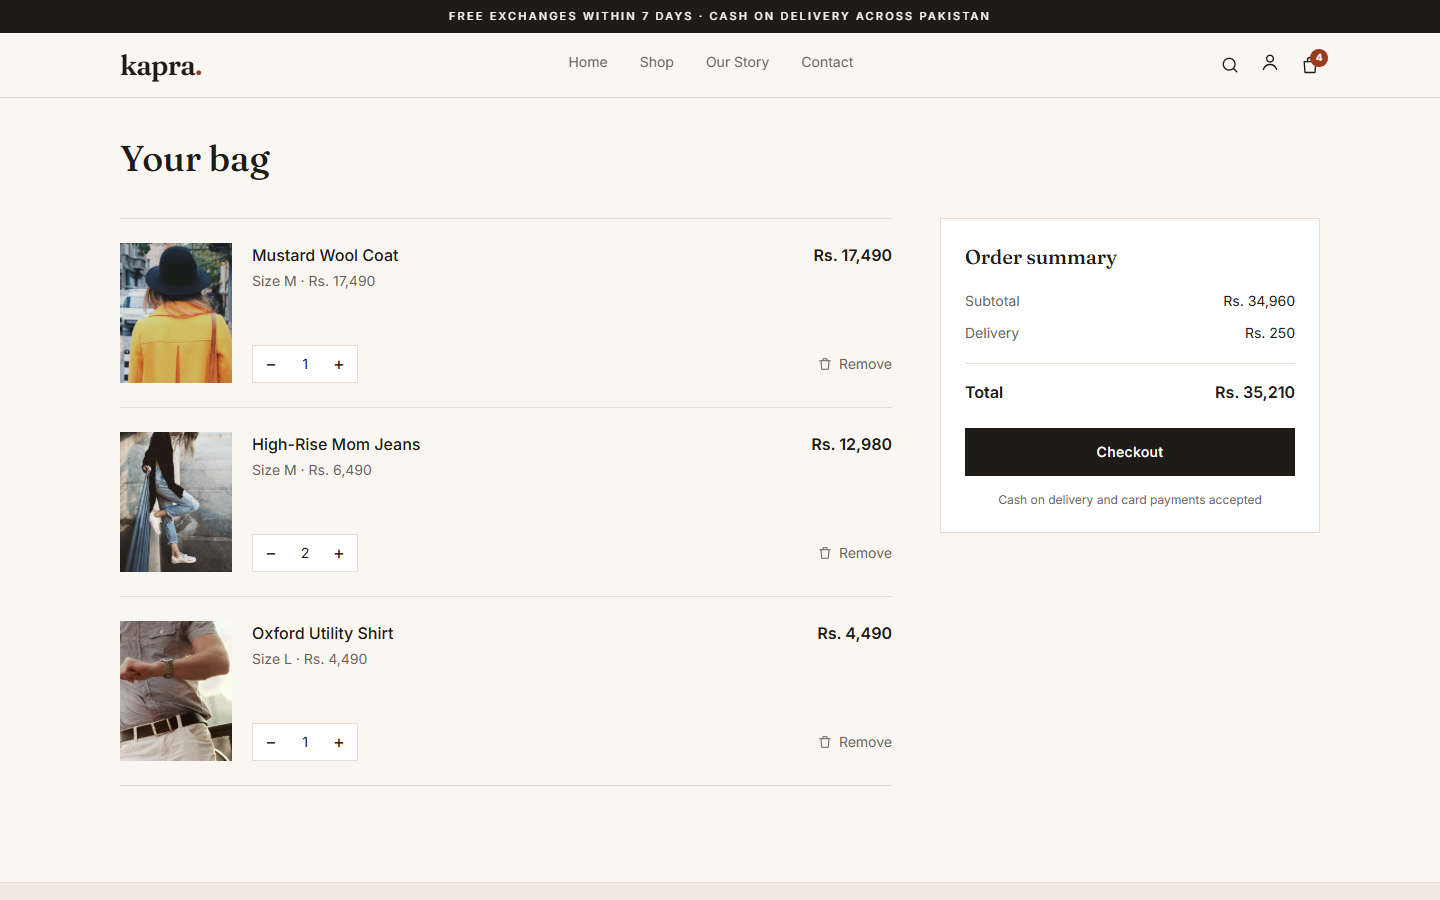 FREE EXCHANGES WITHIN 7 DAYS · CASH ON DELIVERY ACROSS PAKISTAN
kapra.
Home Shop Our Story Contact
4
Your bag
Mustard Wool Coat Rs. 17,490
Size M · Rs. 17,490
− 1 + Remove
High-Rise Mom Jeans Rs. 12,980
Size M · Rs. 6,490
− 2 + Remove
Oxford Utility Shirt Rs. 4,490
Size L · Rs. 4,490
− 1 + Remove
Order summary
Subtotal Rs. 34,960
Delivery Rs. 250
Total Rs. 35,210
Checkout
Cash on delivery and card payments accepted